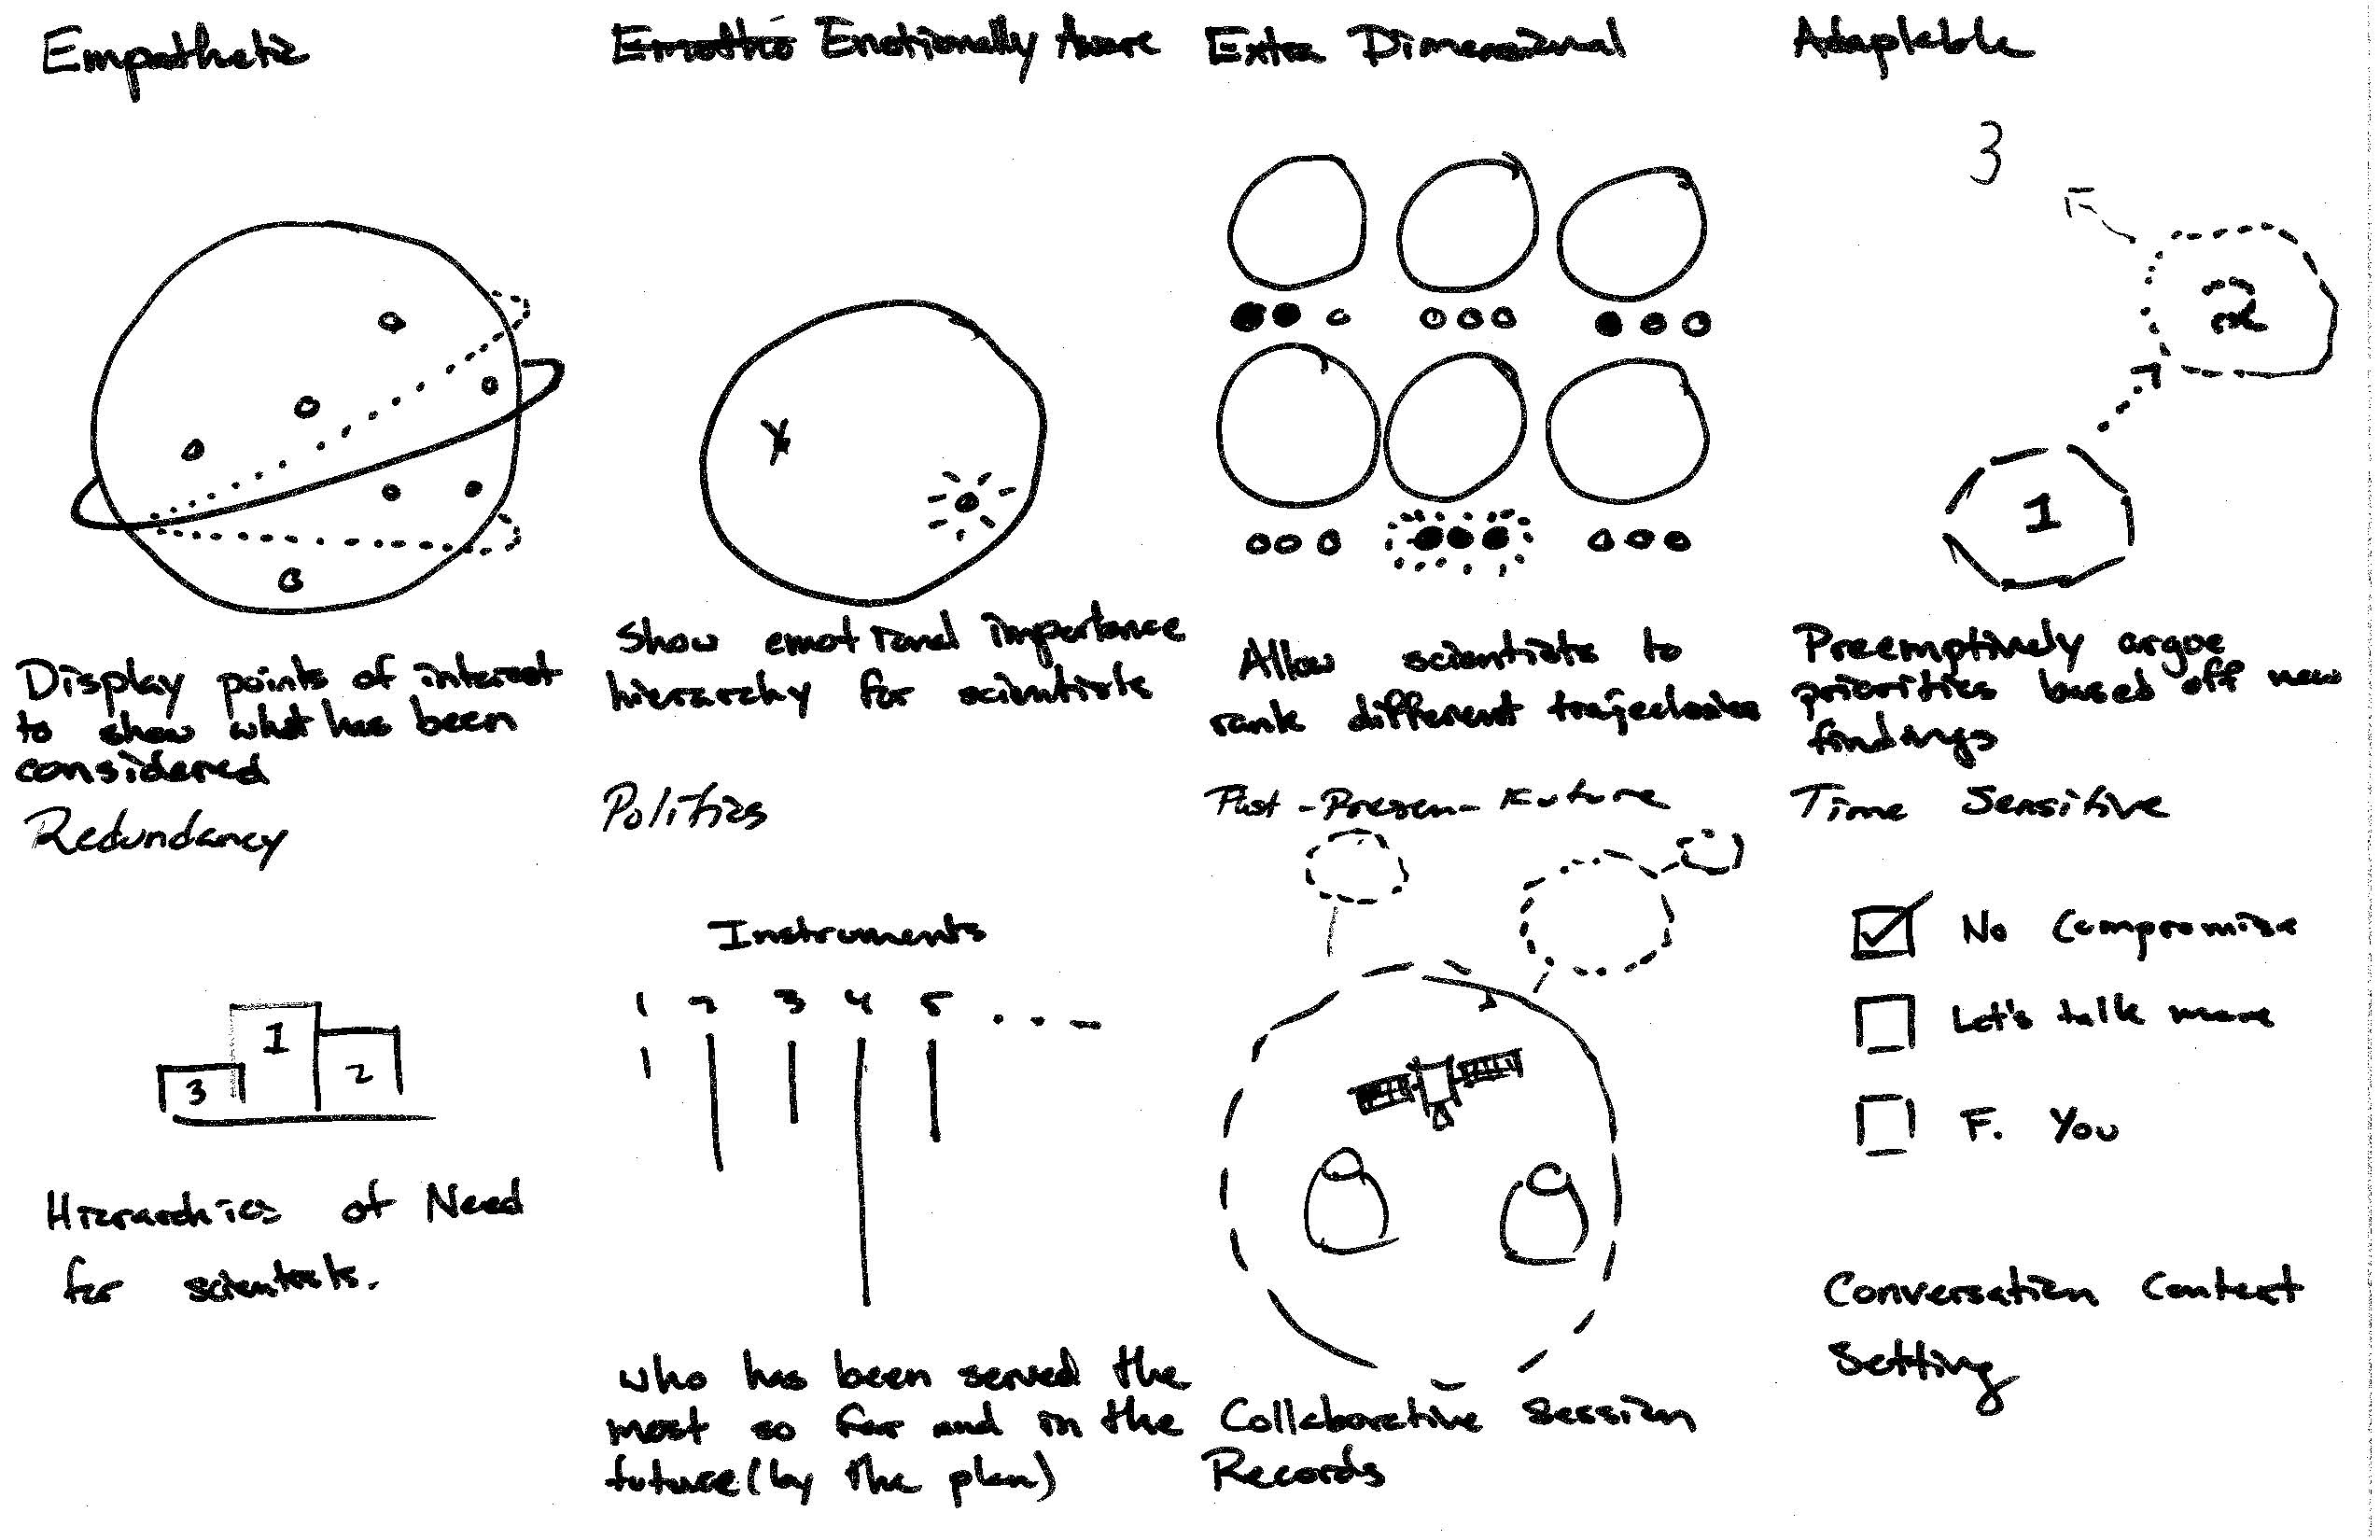 Empathetic
Emotio Emotionally Aware
Extra Dimensional
Adaptable
3
2
1
Display points of interest
to show what has been
considered
Redundancy
Show emotional importance
hierarchy for scientists
Politics
Allow scientists to
rank different trajectories
Past - Presen - Future
Preemptively argue
priorities based off new
findings
Time Sensitive
1
2
3
Hierarchies of Need
for scientests.
Instruments
1 2 3 4 5 . . .
who has been served the
most so far and in the
future (by the plan)
Collaborative Session
Records
No Compromise
Let's talk more
F. You
Conversation Context
Setting